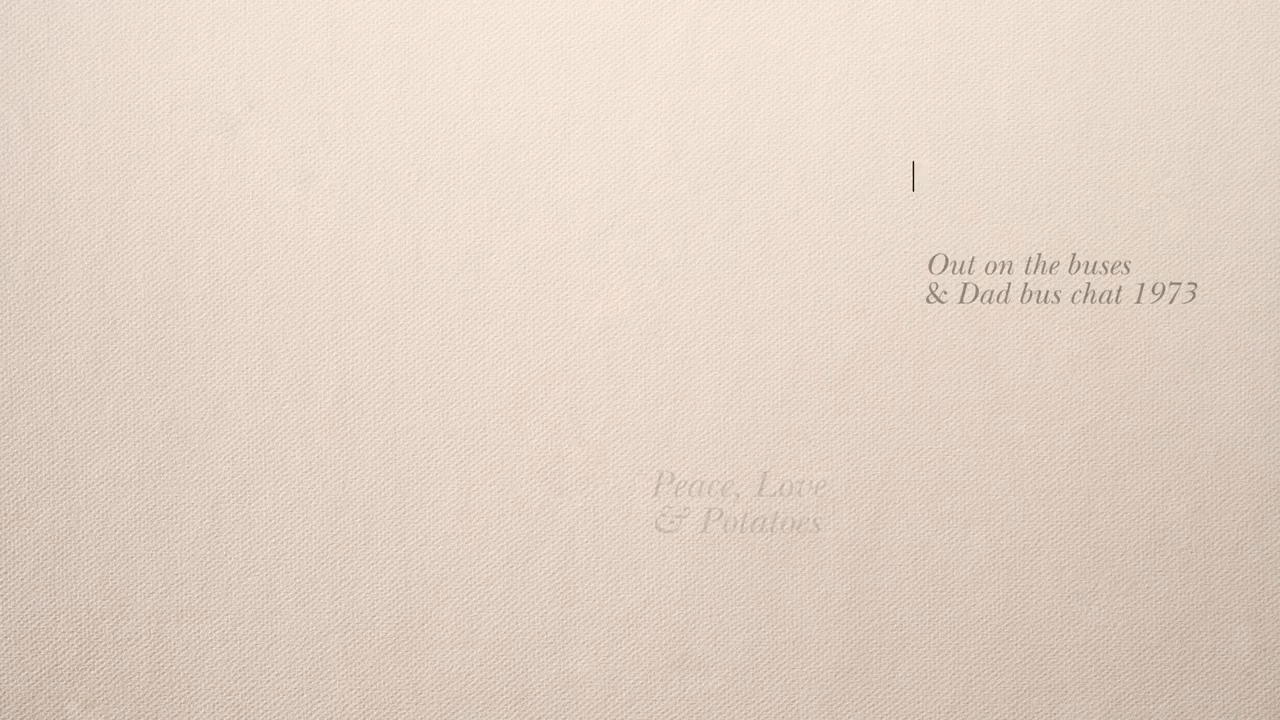 Out on the buses
& Dad bus chat 1973
Peace, Love
& Potatoes